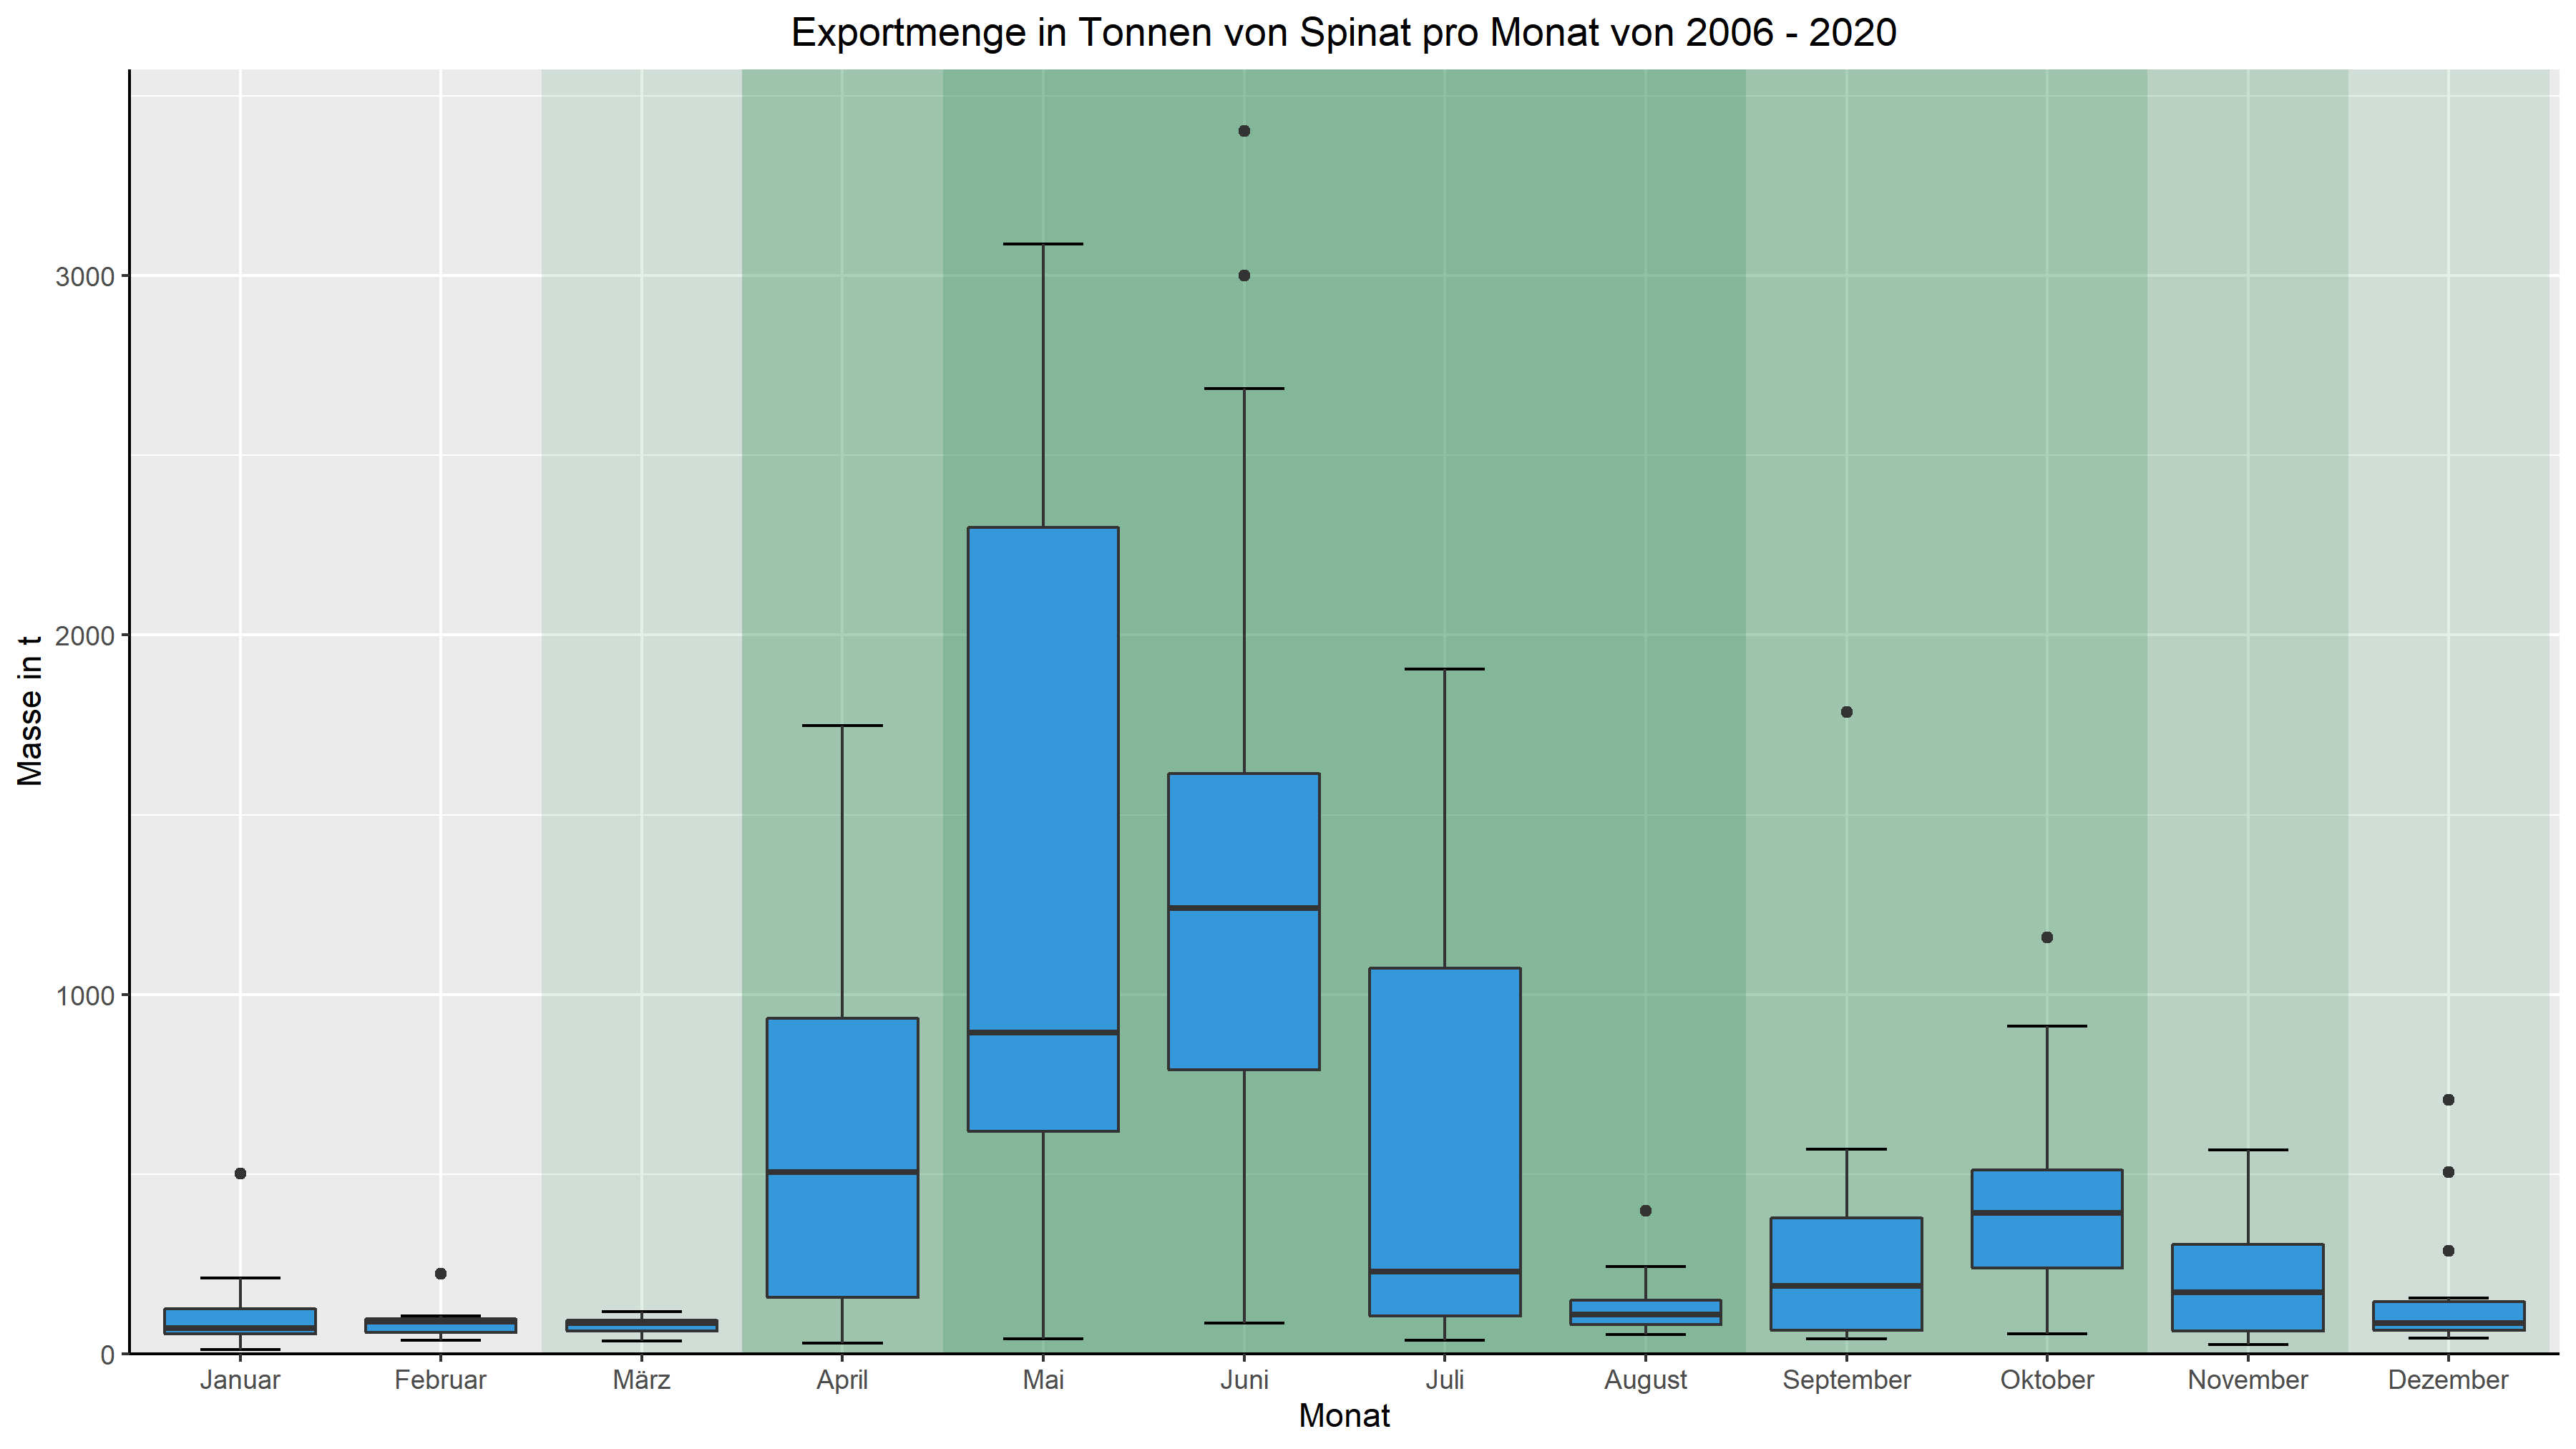 Exportmenge in Tonnen von Spinat pro Monat von 2006 - 2020
Masse in t
3000
2000
1000
0
Januar Februar März April Mai Juni Juli August September Oktober November Dezember
Monat